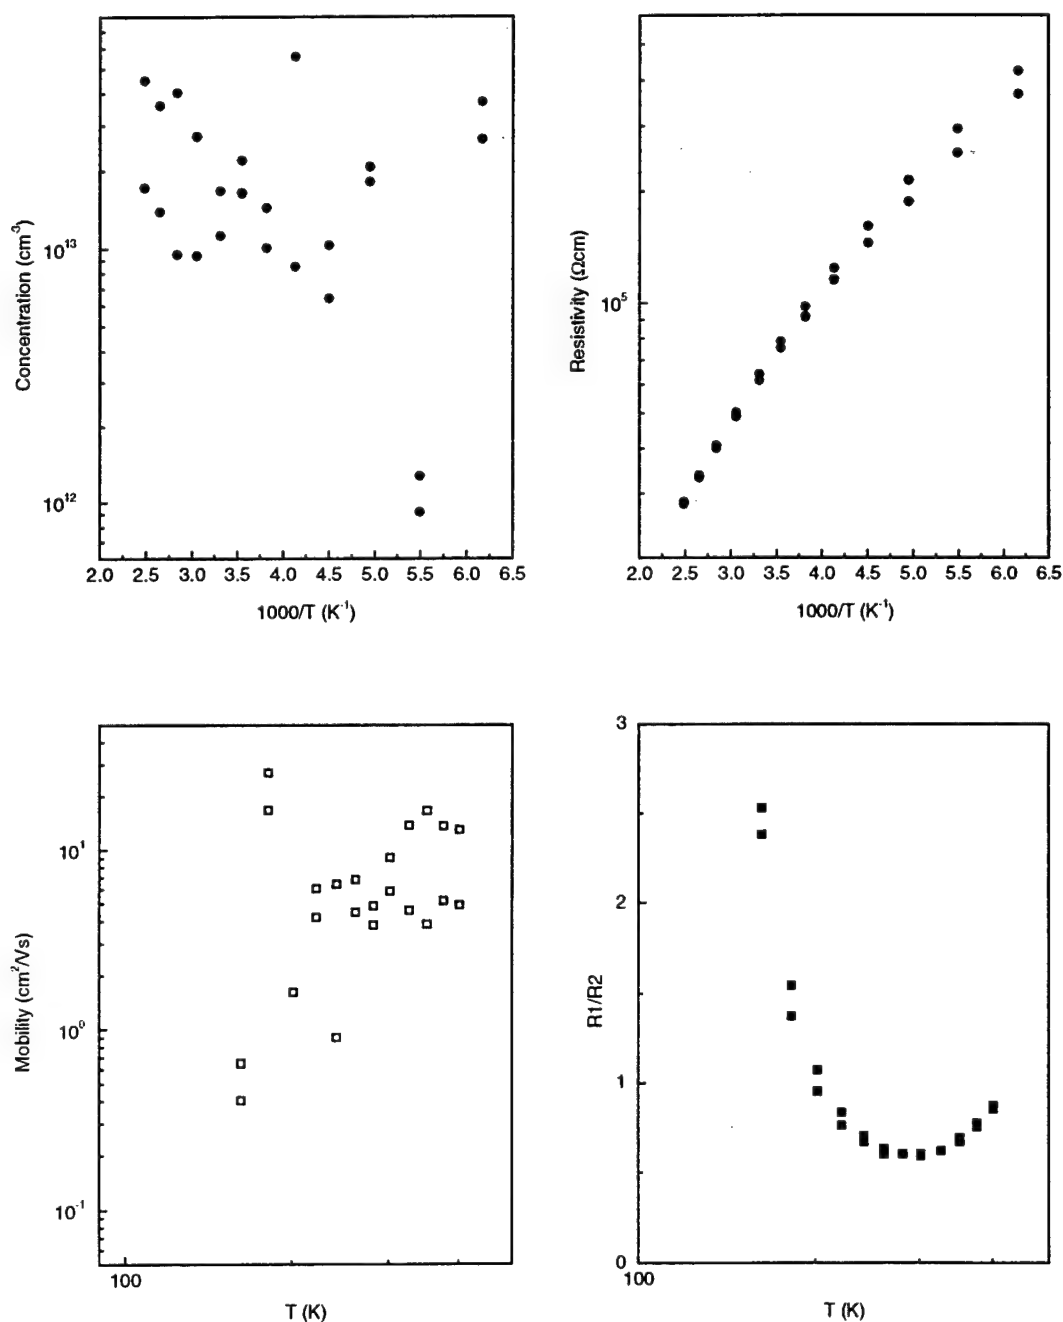 Concentration (cm⁻³)
10¹³
10¹²
2.0 2.5 3.0 3.5 4.0 4.5 5.0 5.5 6.0 6.5
1000/T (K⁻¹)
Resistivity (Ωcm)
10⁵
2.0 2.5 3.0 3.5 4.0 4.5 5.0 5.5 6.0 6.5
1000/T (K⁻¹)
Mobility (cm²/Vs)
10¹
10⁰
10⁻¹
100
T (K)
R1/R2
3
2
1
0
100
T (K)